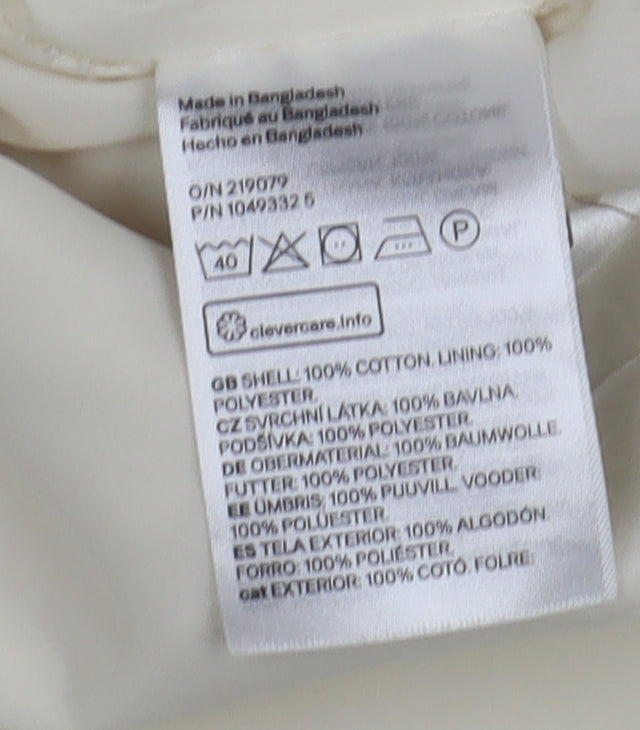 Made in Bangladesh
Fabriqué au Bangladesh
Hecho en Bangladesh
O/N 219079
P/N 1049332 5
40
P
clevercare.info
GB SHELL: 100% COTTON. LINING: 100%
POLYESTER.
CZ SVRCHNÍ LÁTKA: 100% BAVLNA.
PODŠÍVKA: 100% POLYESTER.
DE OBERMATERIAL: 100% BAUMWOLLE.
FUTTER: 100% POLYESTER.
EE ÜMBRIS: 100% PUUVILL. VOODER:
100% POLÜESTER.
ES TELA EXTERIOR: 100% ALGODÓN.
FORRO: 100% POLIÉSTER.
cat EXTERIOR: 100% COTÓ. FOLRE: